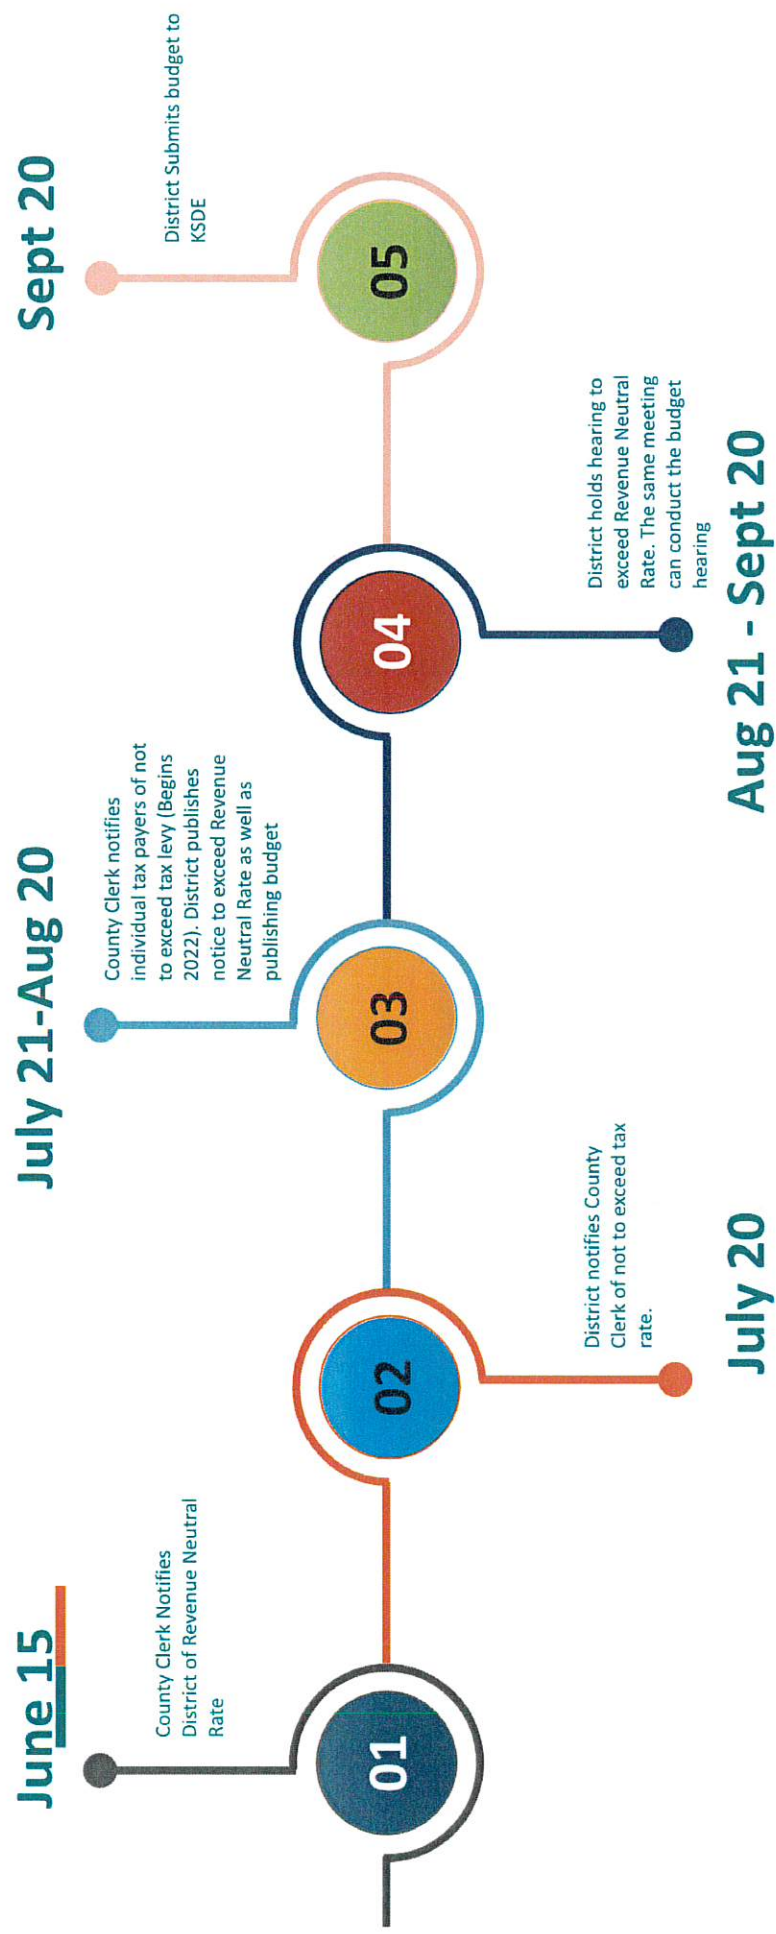 June 15
County Clerk Notifies
District of Revenue Neutral
Rate
01
02
District notifies County
Clerk of not to exceed tax
rate.
July 20
July 21-Aug 20
County Clerk notifies
individual tax payers of not
to exceed tax levy (Begins
2022). District publishes
notice to exceed Revenue
Neutral Rate as well as
publishing budget
03
04
District holds hearing to
exceed Revenue Neutral
Rate. The same meeting
can conduct the budget
hearing
Aug 21 - Sept 20
Sept 20
District Submits budget to
KSDE
05